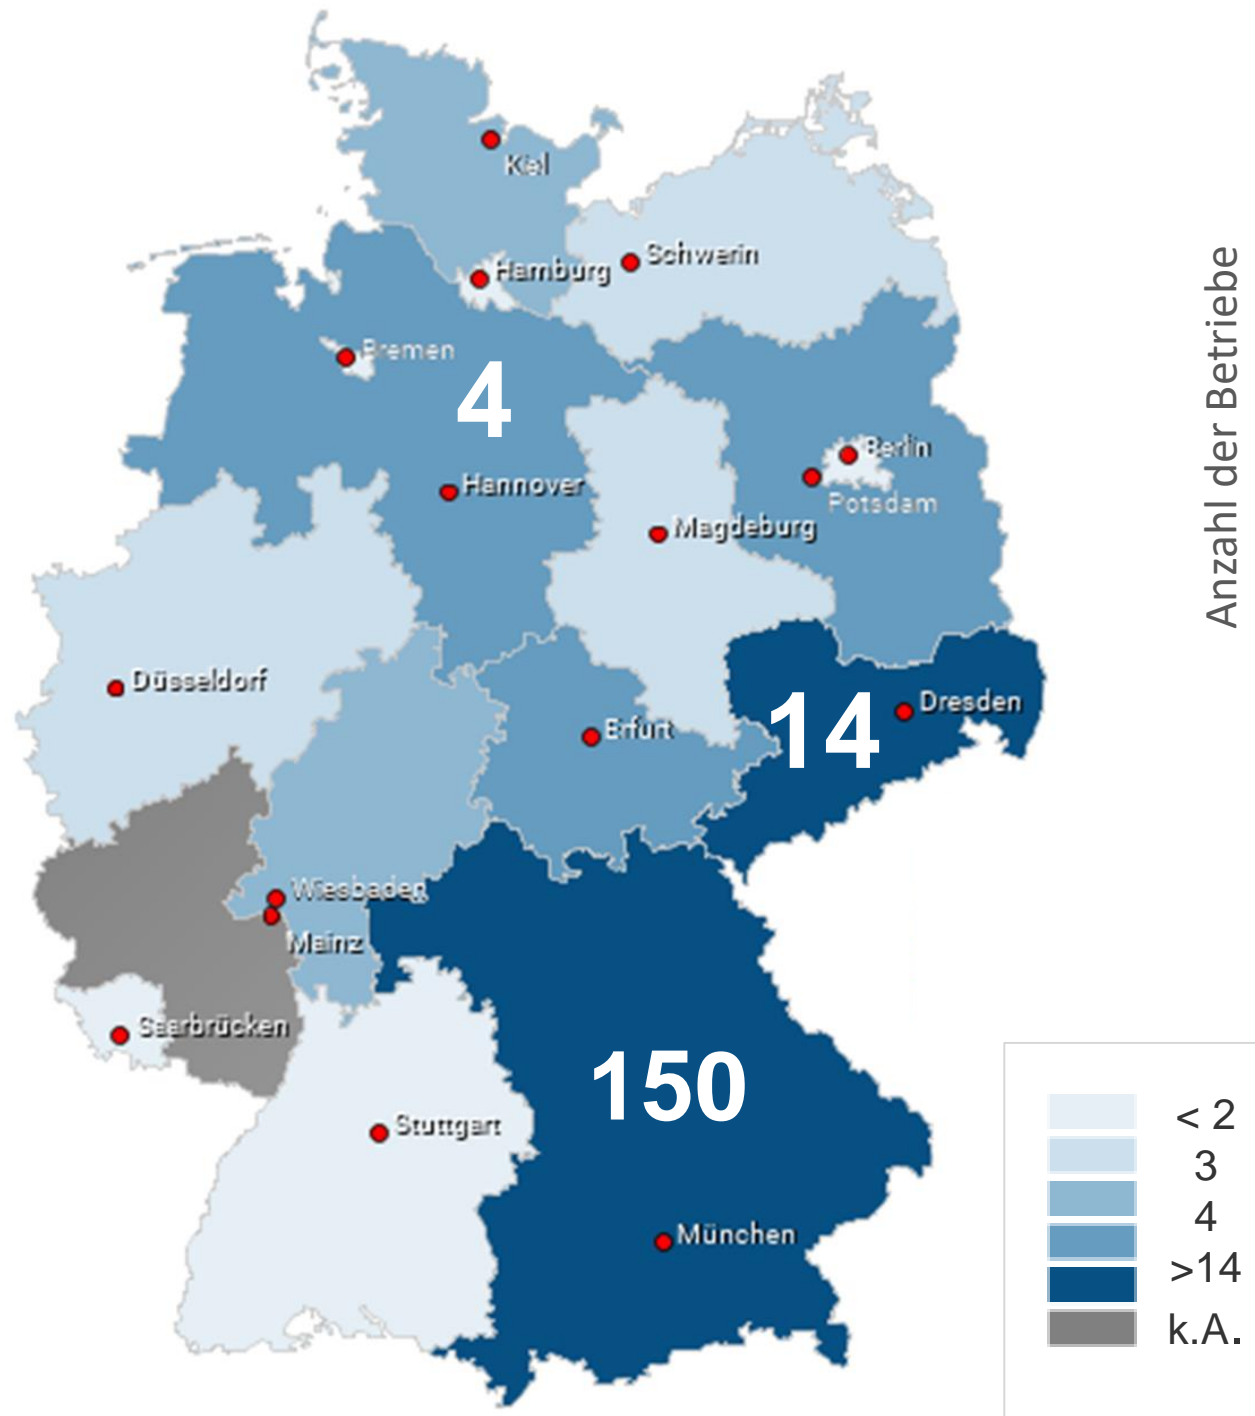 Kiel
Schwerin
Hamburg
Bremen
4
Berlin
Hannover
Potsdam
Magdeburg
Düsseldorf
Dresden
14
Erfurt
Wiesbaden
Mainz
Saarbrücken
150
Stuttgart
München
Anzahl der Betriebe
< 2
3
4
>14
k.A.